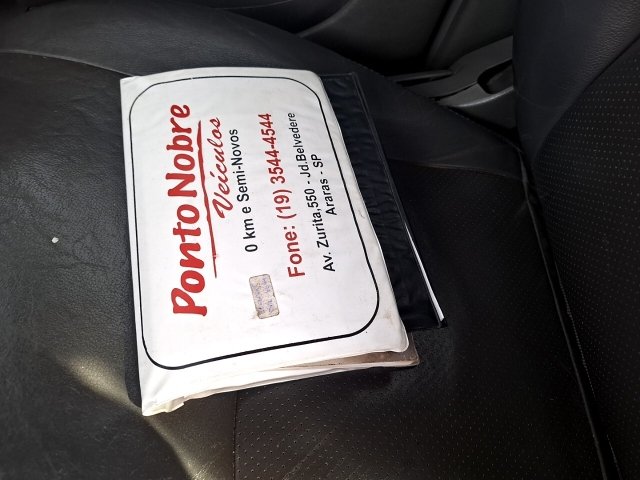 Ponto Nobre
Veículos
0 km e Semi-Novos
Fone: (19) 3544-4544
Av. Zurita,550 - Jd.Belvedere
Araras - SP